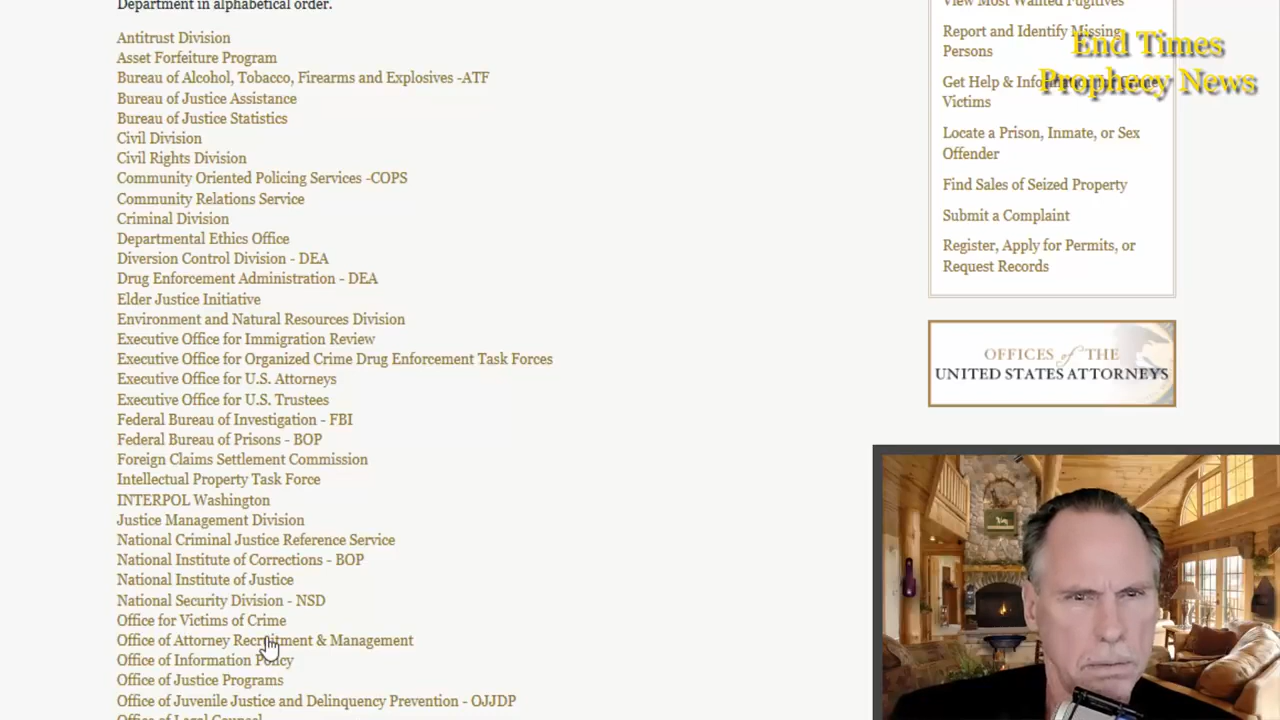 Department in alphabetical order.
Antitrust Division
Asset Forfeiture Program
Bureau of Alcohol, Tobacco, Firearms and Explosives -ATF
Bureau of Justice Assistance
Bureau of Justice Statistics
Civil Division
Civil Rights Division
Community Oriented Policing Services -COPS
Community Relations Service
Criminal Division
Departmental Ethics Office
Diversion Control Division - DEA
Drug Enforcement Administration - DEA
Elder Justice Initiative
Environment and Natural Resources Division
Executive Office for Immigration Review
Executive Office for Organized Crime Drug Enforcement Task Forces
Executive Office for U.S. Attorneys
Executive Office for U.S. Trustees
Federal Bureau of Investigation - FBI
Federal Bureau of Prisons - BOP
Foreign Claims Settlement Commission
Intellectual Property Task Force
INTERPOL Washington
Justice Management Division
National Criminal Justice Reference Service
National Institute of Corrections - BOP
National Institute of Justice
National Security Division - NSD
Office for Victims of Crime
Office of Attorney Recruitment & Management
Office of Information Policy
Office of Justice Programs
Office of Juvenile Justice and Delinquency Prevention - OJJDP
Office of Legal Counsel
View Most Wanted Fugitives
Report and Identify Missing
Persons
Get Help & Information for Crime
Victims
Locate a Prison, Inmate, or Sex
Offender
Find Sales of Seized Property
Submit a Complaint
Register, Apply for Permits, or
Request Records
End Times
Prophecy News
OFFICES of THE
UNITED STATES ATTORNEYS